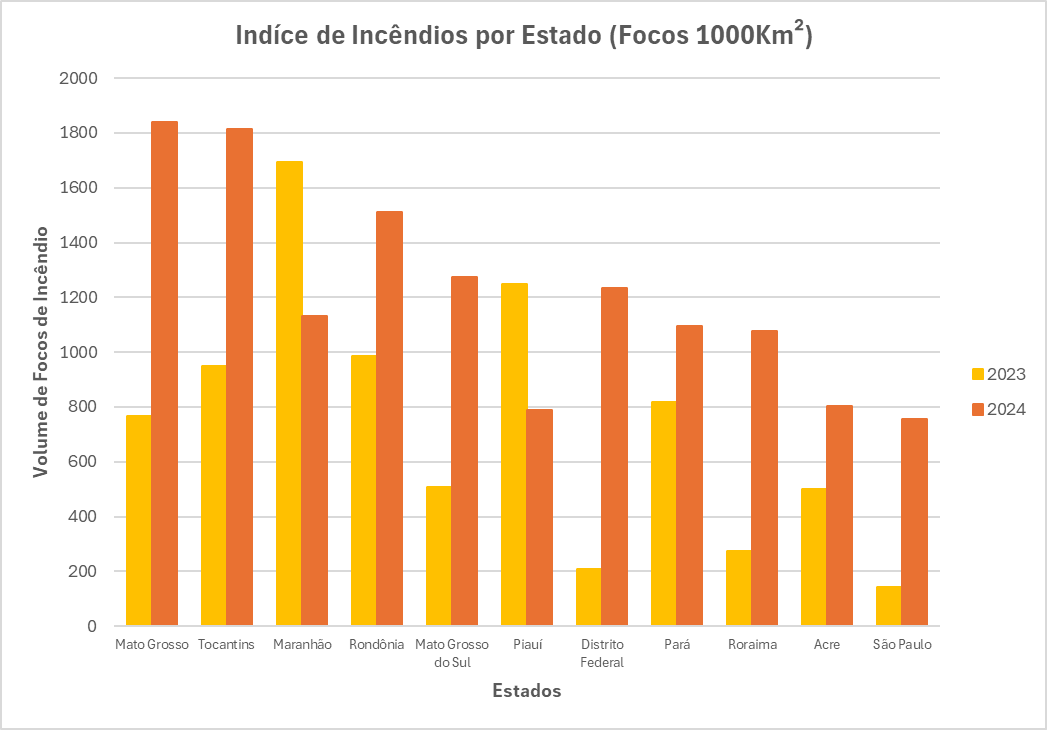 Indíce de Incêndios por Estado (Focos 1000Km²)
Volume de Focos de Incêndio
2000
1800
1600
1400
1200
1000
800
600
400
200
0
Mato Grosso
Tocantins
Maranhão
Rondônia
Mato Grosso
do Sul
Piauí
Distrito
Federal
Pará
Roraima
Acre
São Paulo
Estados
2023
2024